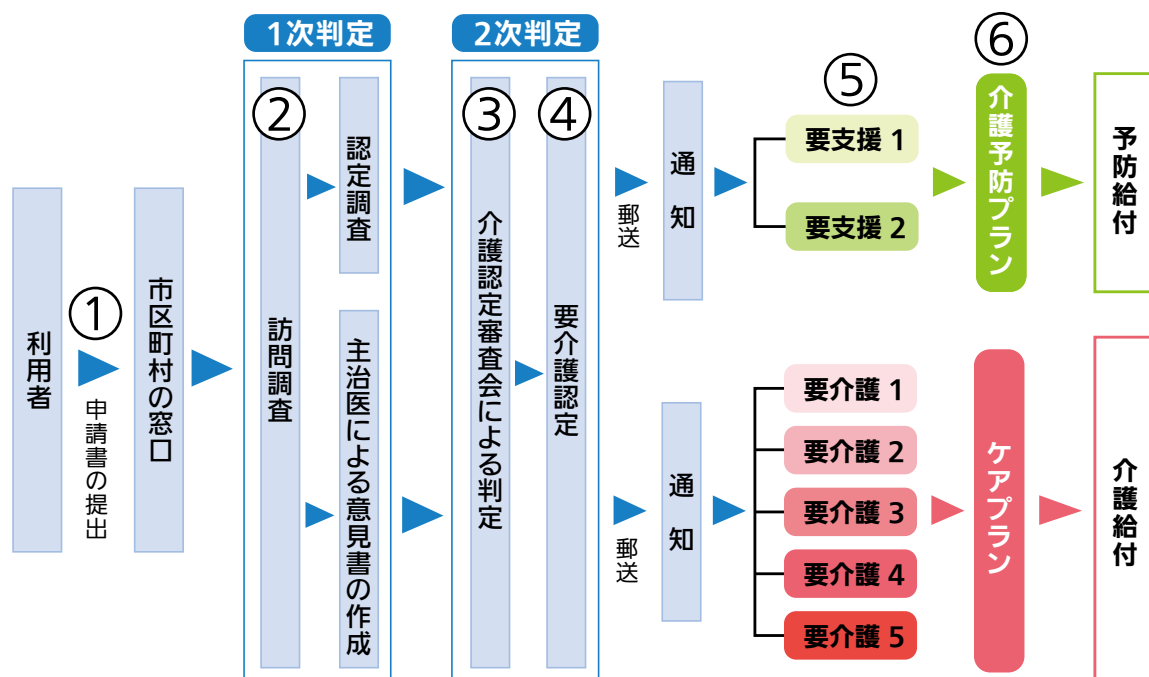 利用者
①
申請書の提出
市区町村の窓口
1次判定
②
訪問調査
認定調査
主治医による意見書の作成
2次判定
③
介護認定審査会による判定
④
要介護認定
郵送
通知
⑤
要支援 1
要支援 2
⑥
介護予防プラン
予防給付
郵送
通知
要介護 1
要介護 2
要介護 3
要介護 4
要介護 5
ケアプラン
介護給付